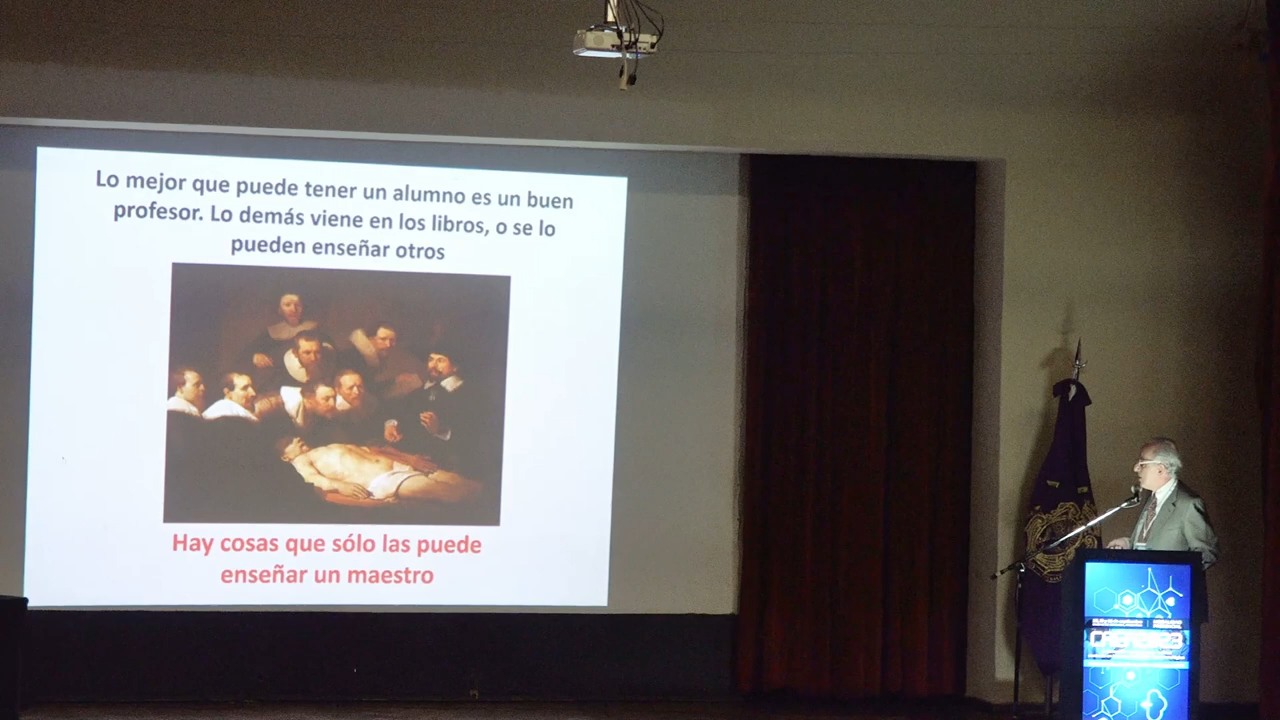 Lo mejor que puede tener un alumno es un buen
profesor. Lo demás viene en los libros, o se lo
pueden enseñar otros
Hay cosas que sólo las puede
enseñar un maestro